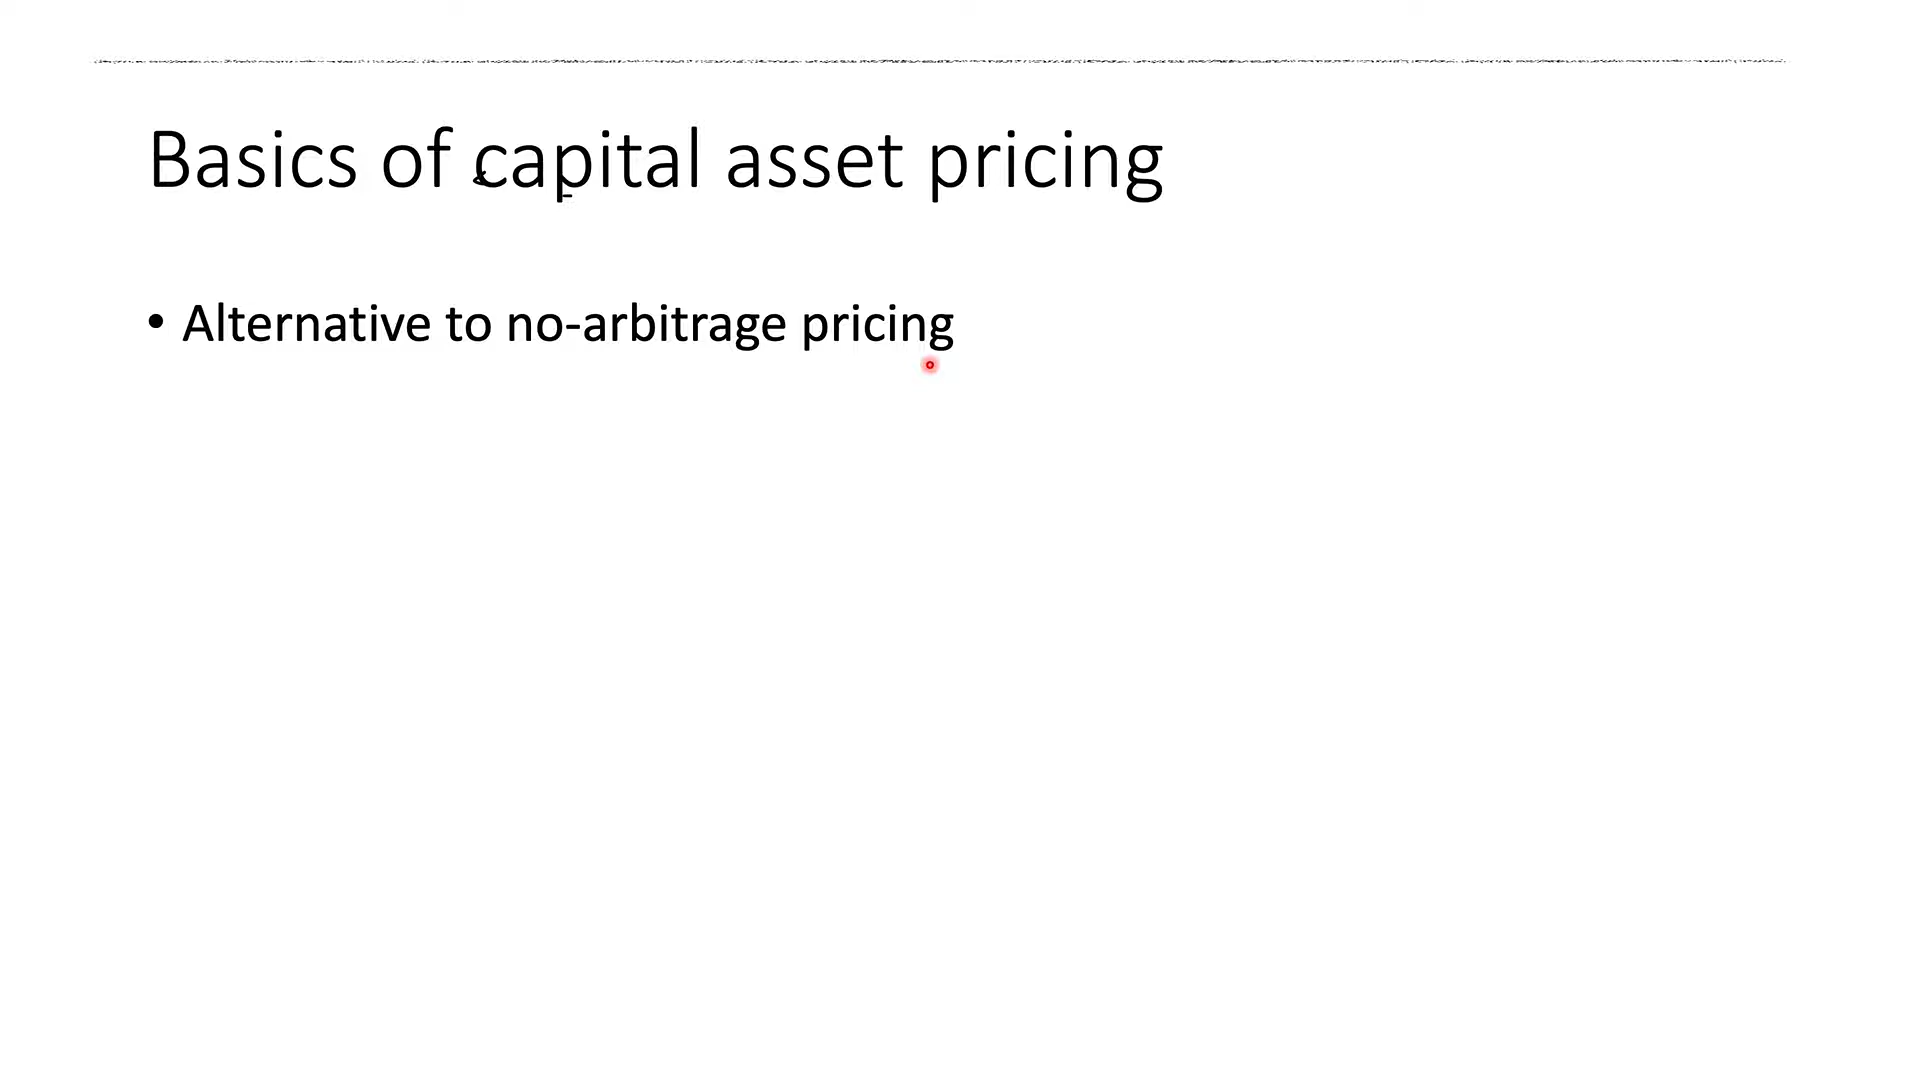 Basics of capital asset pricing
• Alternative to no-arbitrage pricing